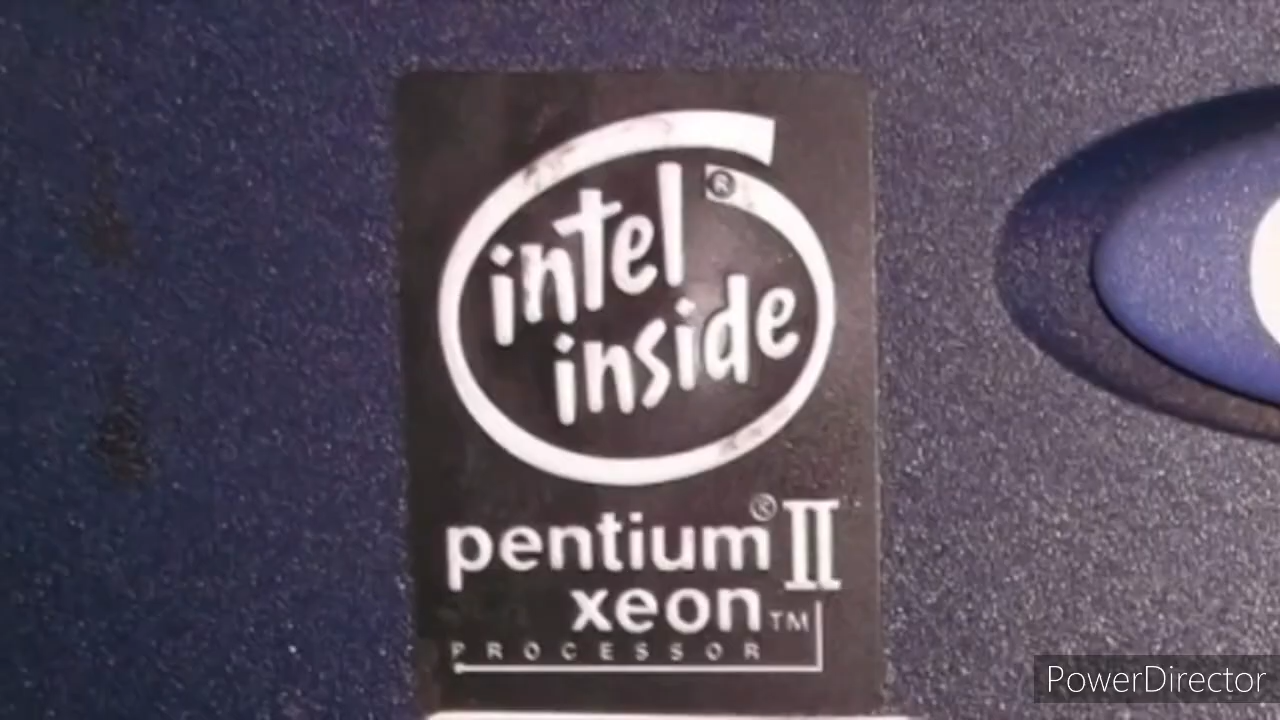 intel ®
inside
pentium® II
xeon™
PROCESSOR
PowerDirector